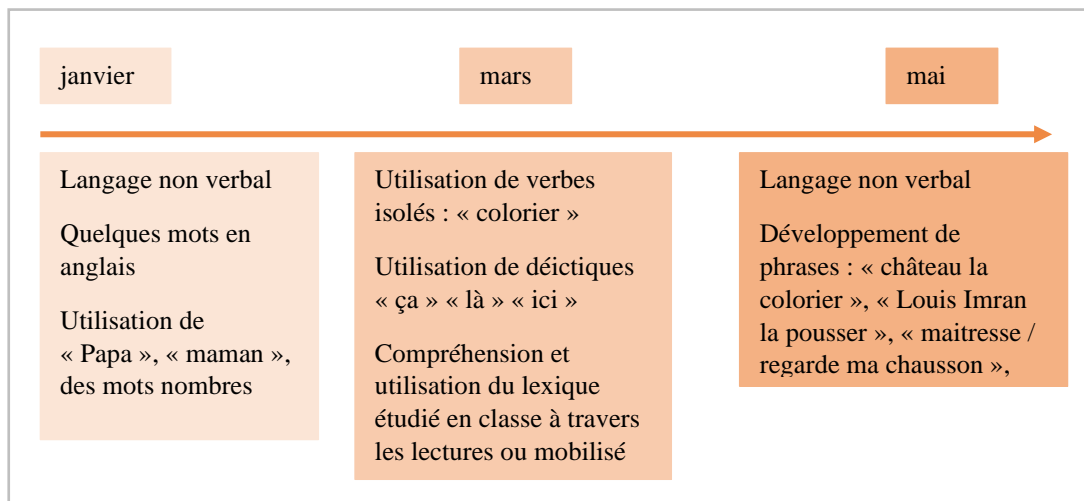 janvier
mars
mai
Langage non verbal
Quelques mots en
anglais
Utilisation de
« Papa », « maman »,
des mots nombres
Utilisation de verbes
isolés : « colorier »
Utilisation de déictiques
« ça » « là » « ici »
Compréhension et
utilisation du lexique
étudié en classe à travers
les lectures ou mobilisé
Langage non verbal
Développement de
phrases : « château la
colorier », « Louis Imran
la pousser », « maitresse /
regarde ma chausson »,